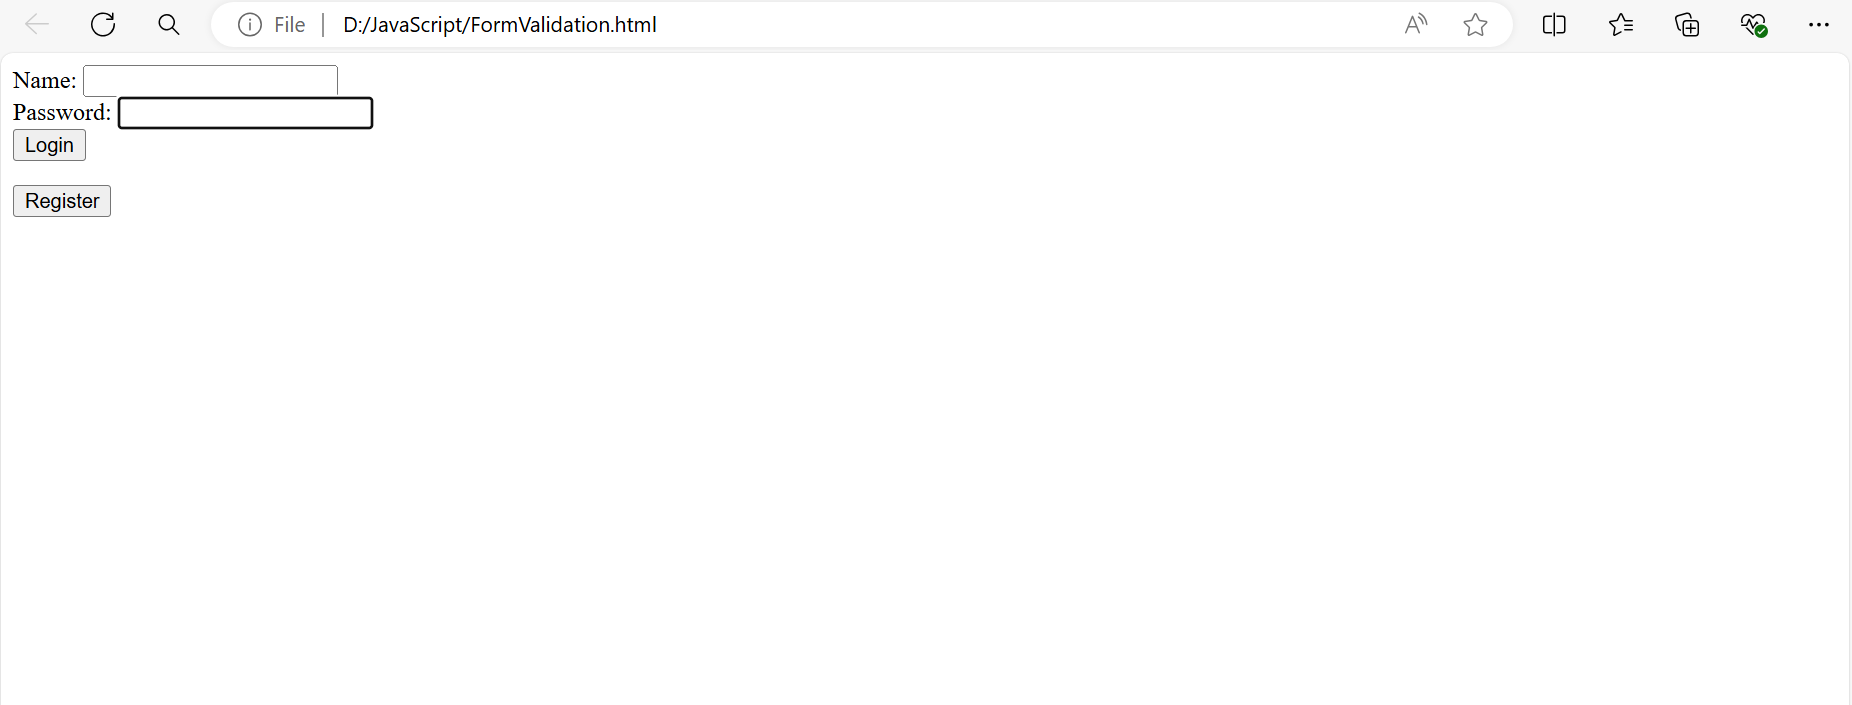 File D:/JavaScript/FormValidation.html
Name:
Password:
Login
Register